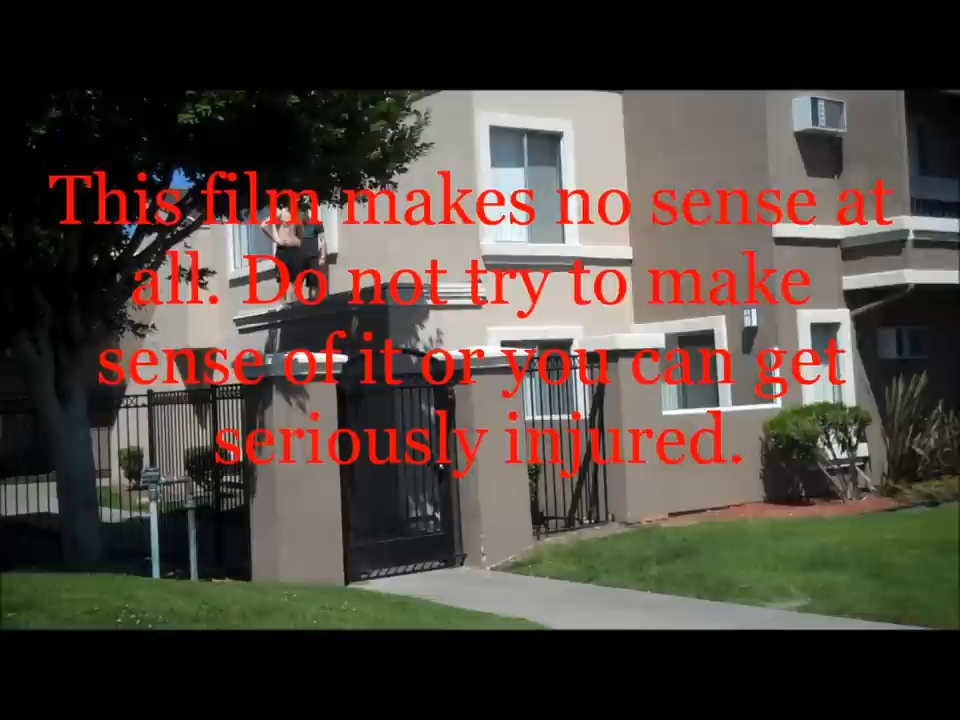 This film makes no sense at
all. Do not try to make
sense of it or you can get
seriously injured.